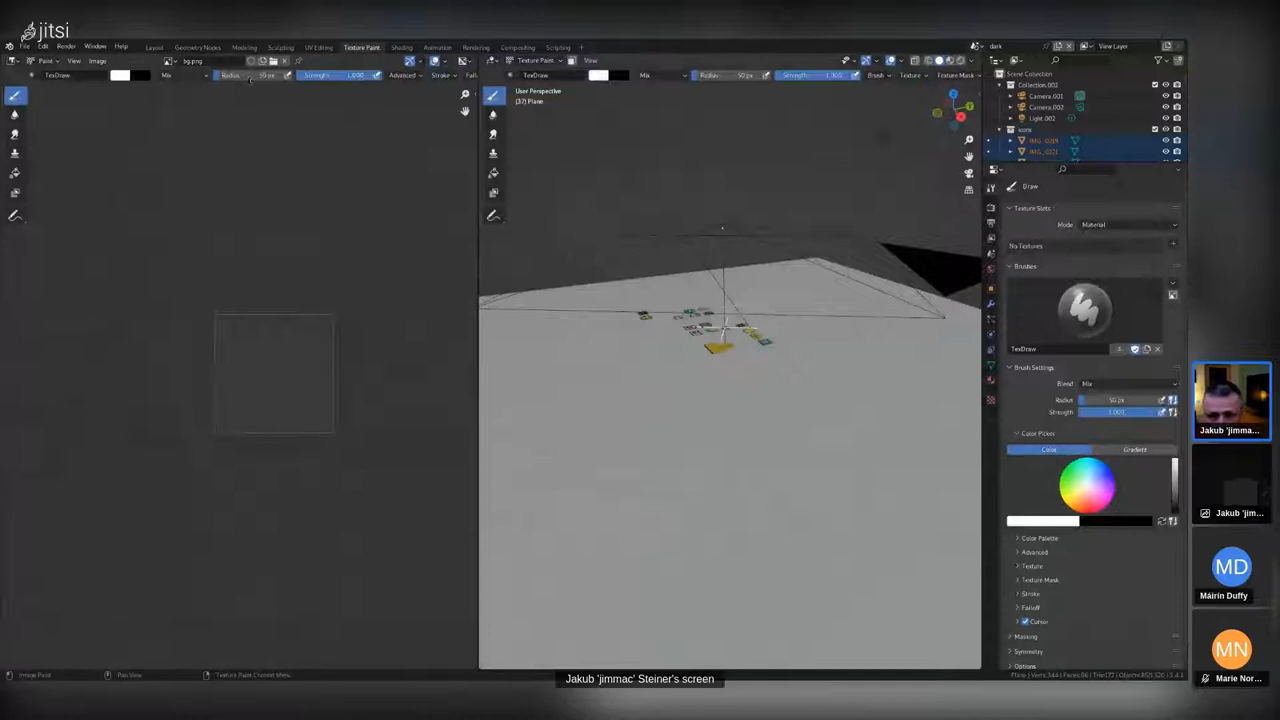 jitsi
File Edit Render Window Help Layout Geometry Nodes Modeling Sculpting UV Editing Texture Paint Shading Animation Rendering Compositing Scripting dark View Layer
Paint View Image bg.png Texture Paint View
TexDraw Mix Radius 50 px Strength 1.000 Advanced Stroke TexDraw Mix Radius 50 px Strength 1.000 Brush Texture Texture Mask
User Perspective
(37) Plane
Scene Collection
Collection.002
Camera.001
Camera.002
Light.002
icons
IMG_0219
IMG_0221
Draw
Texture Slots
Mode Material
No Textures
Brushes
TexDraw
Brush Settings
Blend Mix
Radius 50 px
Strength 1.000
Color Picker
Color Gradient
Color Palette
Advanced
Texture
Texture Mask
Stroke
Falloff
Cursor
Masking
Symmetry
Options
Image Paint Pan View Texture Paint Context Menu
Jakub 'jimmac' Steiner's screen
Jakub 'jimma...
Jakub 'jim...
MD
Máirín Duffy
MN
Marie Nor...